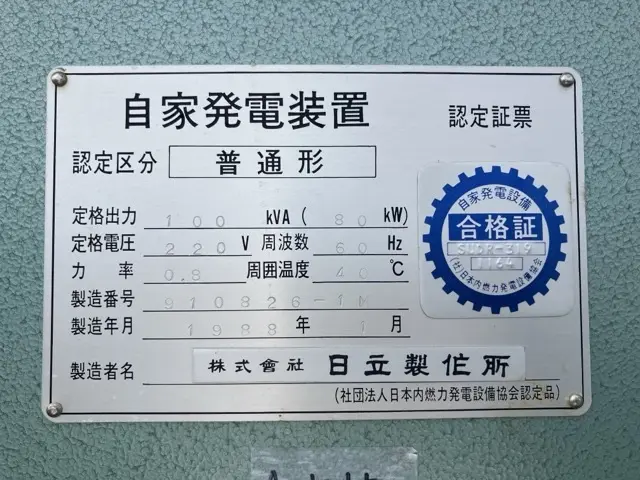 自家発電装置
認定証票
認定区分 普通形
定格出力 100 kVA ( 80 kW)
定格電圧 220 V 周波数 60 Hz
力率 0.8 周囲温度 40 ℃
製造番号 910826-1M
製造年月 1988 年 1 月
製造者名 株式會社 日立製作所
(社団法人日本内燃力発電設備協会認定品)
自家発電設備
合格証
(社)日本内燃力発電設備協会